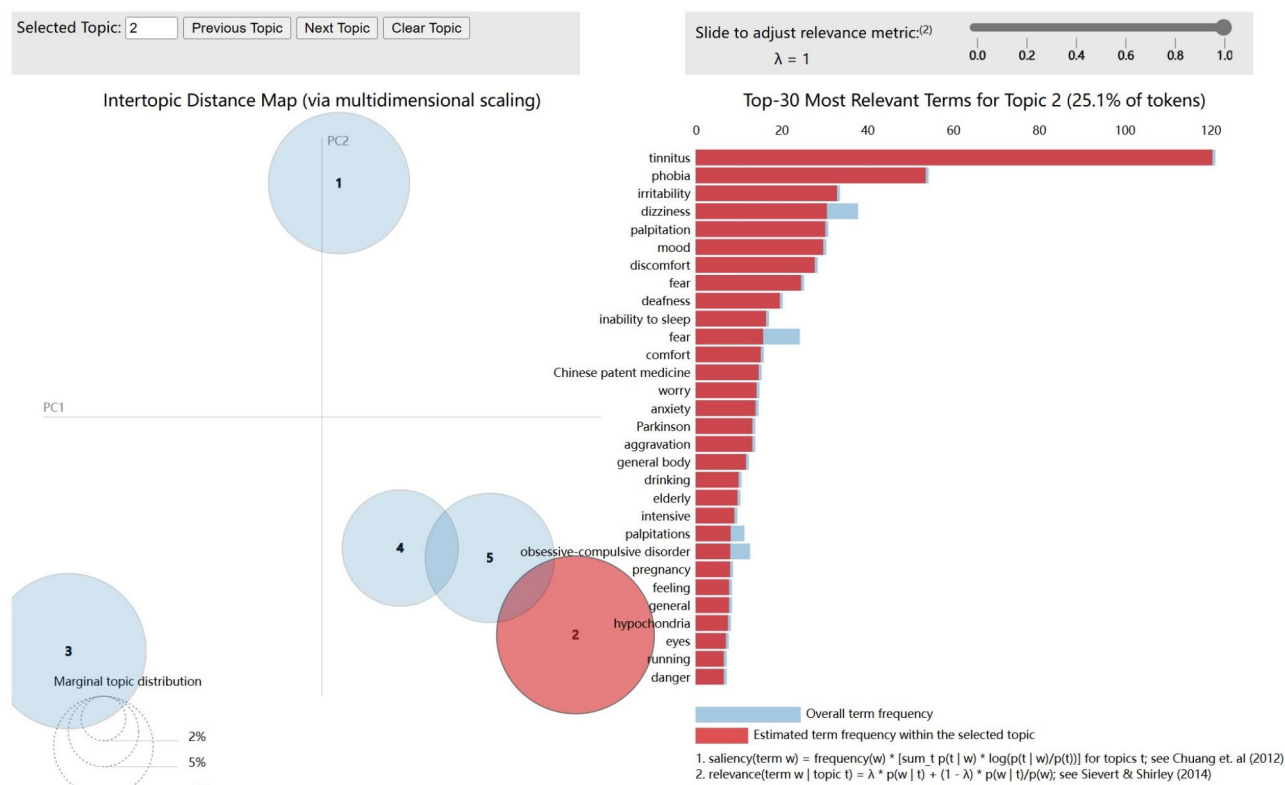 Selected Topic: 2 Previous Topic Next Topic Clear Topic
Slide to adjust relevance metric:(2)
λ = 1
0.0 0.2 0.4 0.6 0.8 1.0
Intertopic Distance Map (via multidimensional scaling)
PC2
PC1
1
4
5
2
3
Marginal topic distribution
2%
5%
Top-30 Most Relevant Terms for Topic 2 (25.1% of tokens)
0 20 40 60 80 100 120
tinnitus
phobia
irritability
dizziness
palpitation
mood
discomfort
fear
deafness
inability to sleep
fear
comfort
Chinese patent medicine
worry
anxiety
Parkinson
aggravation
general body
drinking
elderly
intensive
palpitations
obsessive-compulsive disorder
pregnancy
feeling
general
hypochondria
eyes
running
danger
Overall term frequency
Estimated term frequency within the selected topic
1. saliency(term w) = frequency(w) * [sum_t p(t | w) * log(p(t | w)/p(t))] for topics t; see Chuang et. al (2012)
2. relevance(term w | topic t) = λ * p(w | t) + (1 - λ) * p(w | t)/p(w); see Sievert & Shirley (2014)